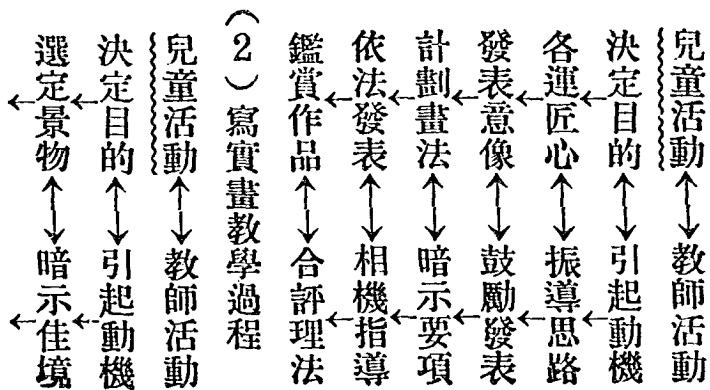 兒童活動←→教師活動
決定目的←→引起動機
各運匠心←→振導思路
發表意像←→鼓勵發表
計劃畫法←→暗示要項
依法發表←→相機指導
鑑賞作品←→合評理法
（2）寫實畫教學過程
兒童活動←→教師活動
決定目的←→引起動機
選定景物←→暗示佳境